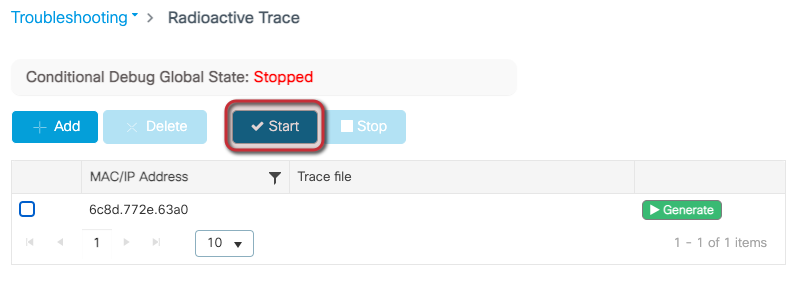 Troubleshooting > Radioactive Trace
Conditional Debug Global State: Stopped
+ Add × Delete ✓ Start Stop
MAC/IP Address Trace file
6c8d.772e.63a0 Generate
1 10 1 - 1 of 1 items